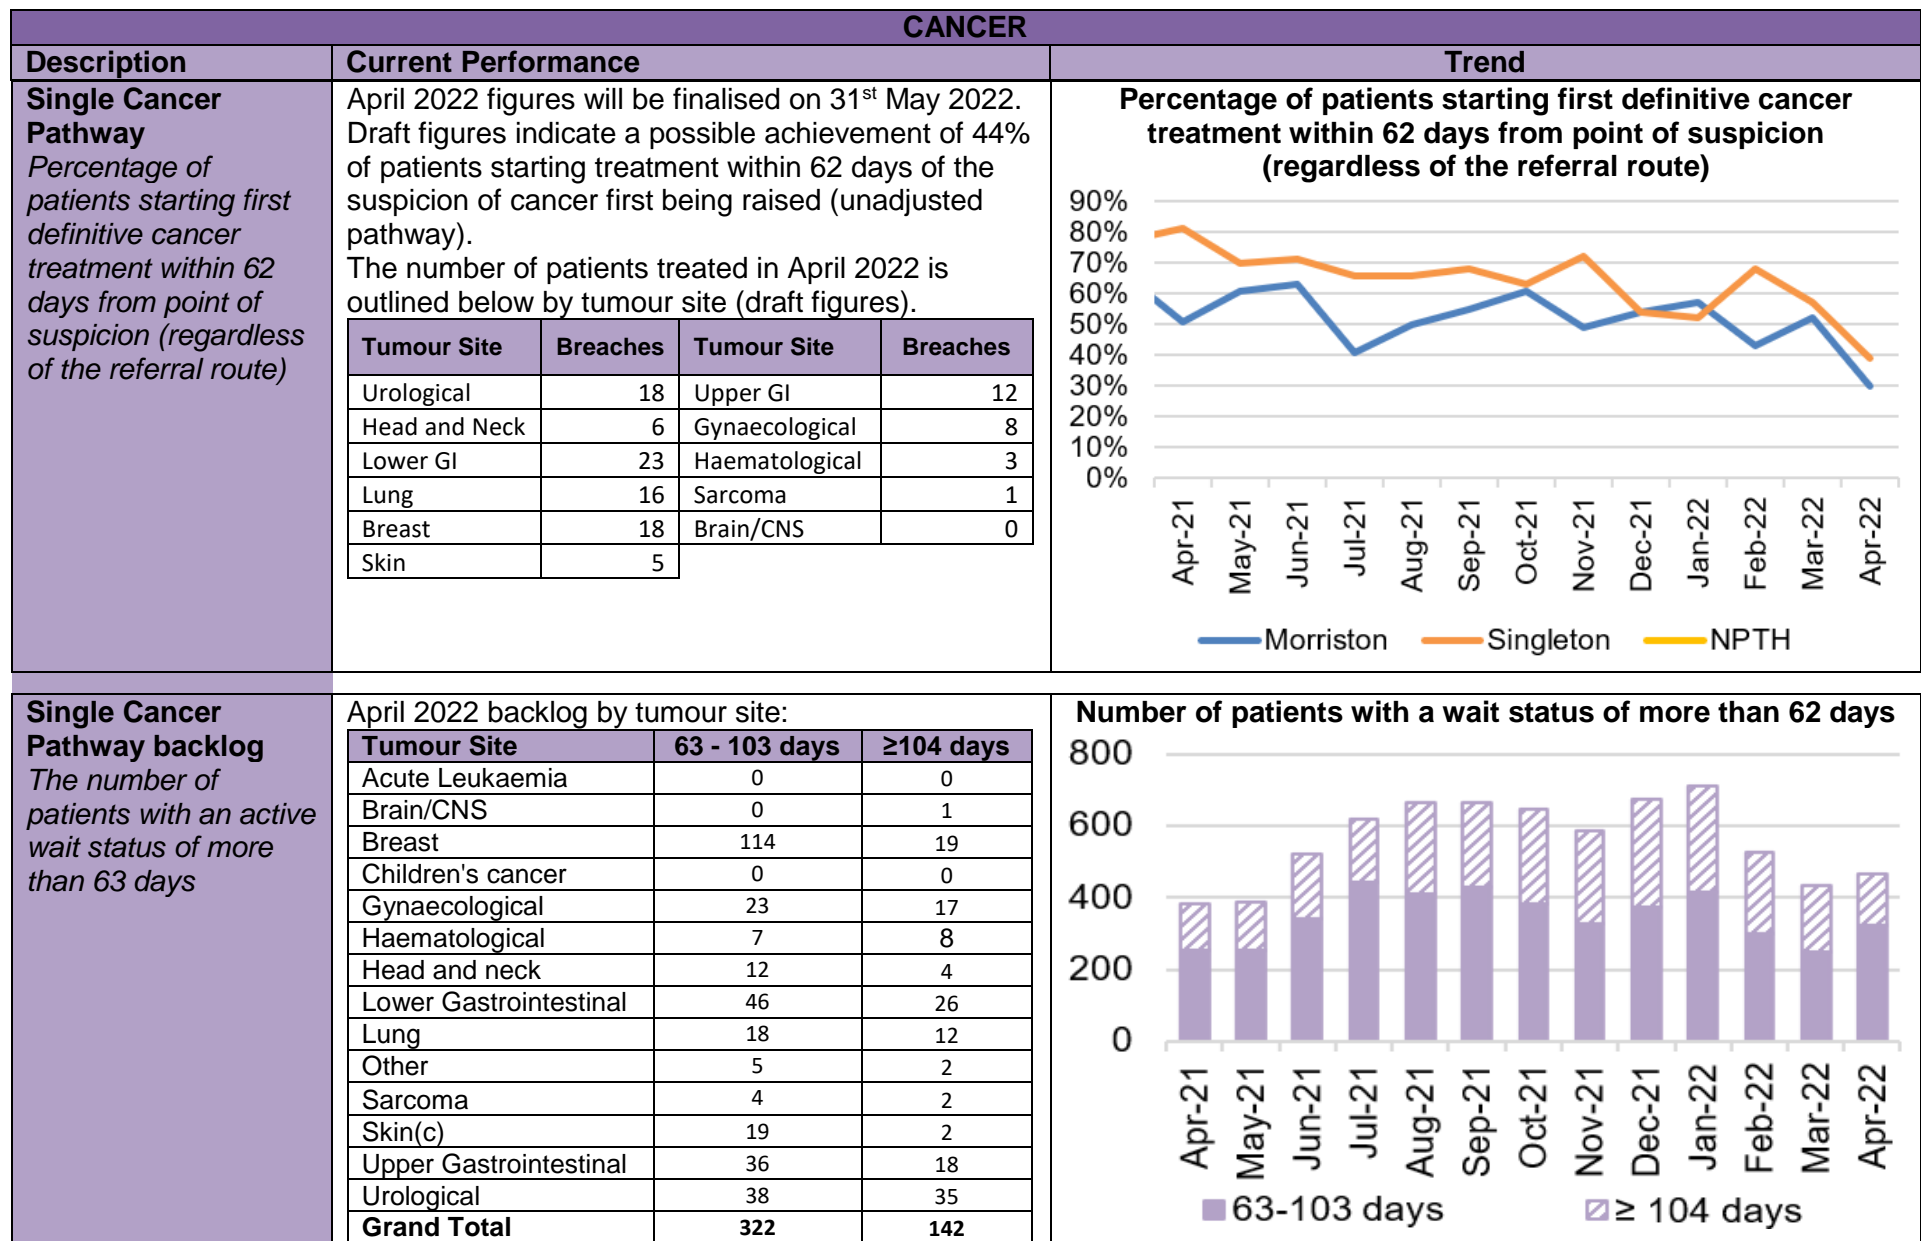 CANCER
Description
Current Performance
Trend
Single Cancer
Pathway
Percentage of
patients starting first
definitive cancer
treatment within 62
days from point of
suspicion (regardless
of the referral route)
April 2022 figures will be finalised on 31st May 2022.
Draft figures indicate a possible achievement of 44%
of patients starting treatment within 62 days of the
suspicion of cancer first being raised (unadjusted
pathway).
The number of patients treated in April 2022 is
outlined below by tumour site (draft figures).
Tumour Site Breaches Tumour Site Breaches
Urological 18 Upper GI 12
Head and Neck 6 Gynaecological 8
Lower GI 23 Haematological 3
Lung 16 Sarcoma 1
Breast 18 Brain/CNS 0
Skin 5
Percentage of patients starting first definitive cancer
treatment within 62 days from point of suspicion
(regardless of the referral route)
90%
80%
70%
60%
50%
40%
30%
20%
10%
0%
Apr-21 May-21 Jun-21 Jul-21 Aug-21 Sep-21 Oct-21 Nov-21 Dec-21 Jan-22 Feb-22 Mar-22 Apr-22
Morriston Singleton NPTH
Single Cancer
Pathway backlog
The number of
patients with an active
wait status of more
than 63 days
April 2022 backlog by tumour site:
Tumour Site 63 - 103 days ≥104 days
Acute Leukaemia 0 0
Brain/CNS 0 1
Breast 114 19
Children's cancer 0 0
Gynaecological 23 17
Haematological 7 8
Head and neck 12 4
Lower Gastrointestinal 46 26
Lung 18 12
Other 5 2
Sarcoma 4 2
Skin(c) 19 2
Upper Gastrointestinal 36 18
Urological 38 35
Grand Total 322 142
Number of patients with a wait status of more than 62 days
800
600
400
200
0
Apr-21 May-21 Jun-21 Jul-21 Aug-21 Sep-21 Oct-21 Nov-21 Dec-21 Jan-22 Feb-22 Mar-22 Apr-22
63-103 days ≥ 104 days